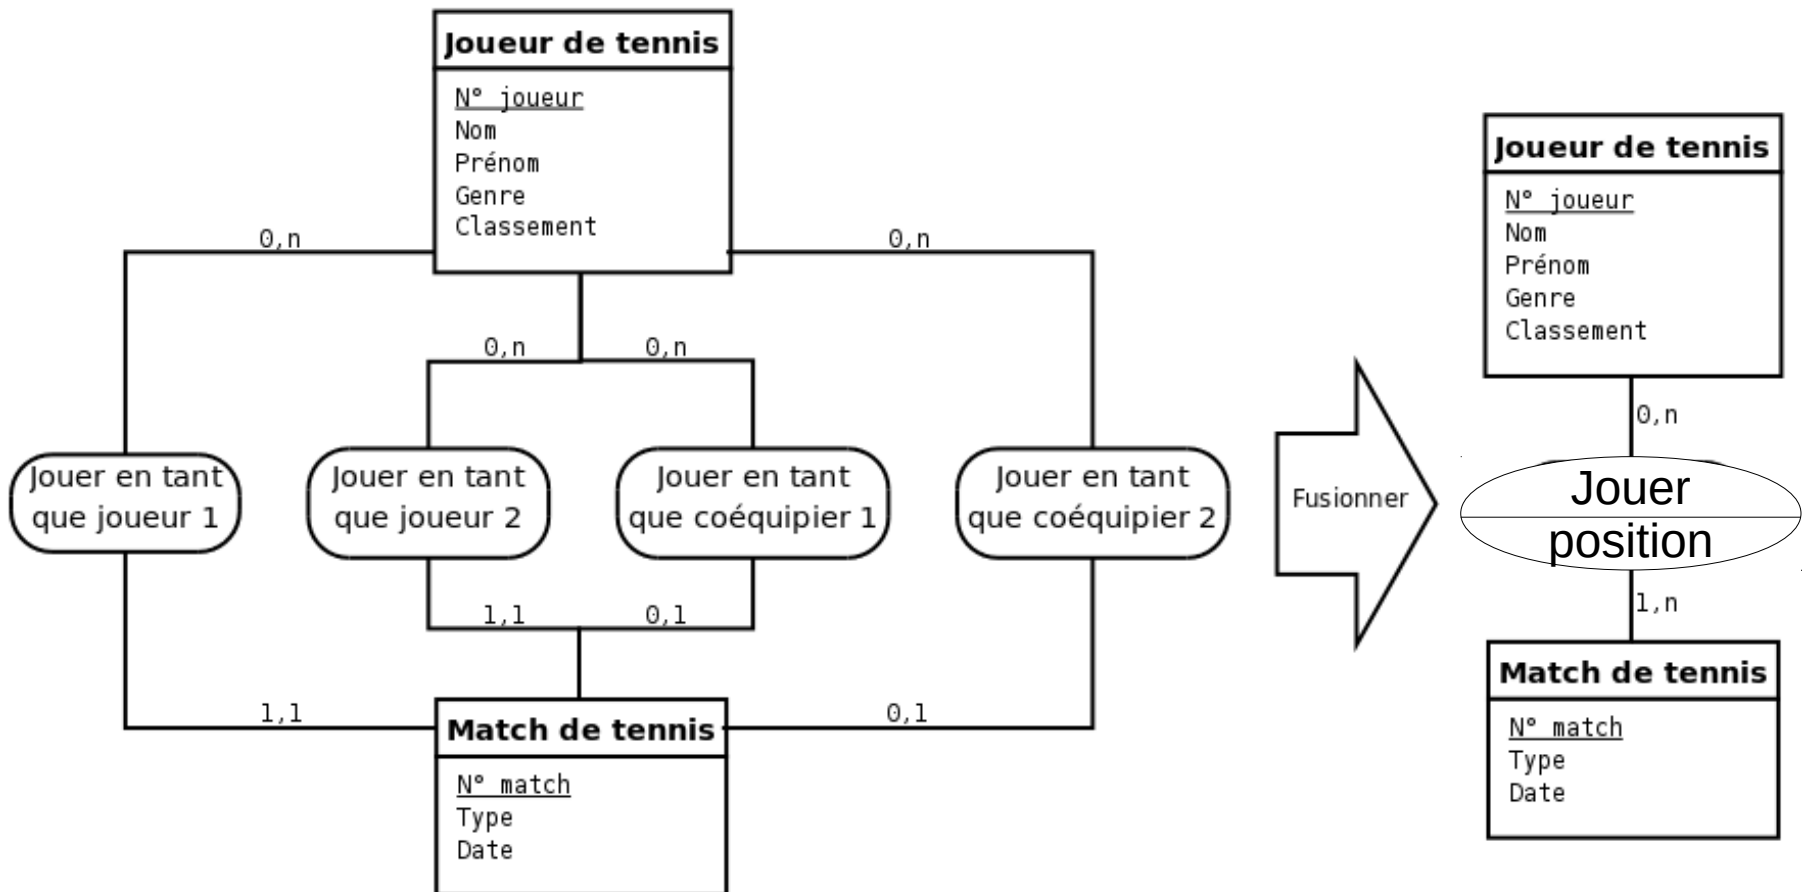 Joueur de tennis
N° joueur
Nom
Prénom
Genre
Classement
0,n
0,n
0,n
0,n
Jouer en tant
que joueur 1
Jouer en tant
que joueur 2
Jouer en tant
que coéquipier 1
Jouer en tant
que coéquipier 2
1,1
0,1
1,1
0,1
Match de tennis
N° match
Type
Date
Fusionner
Joueur de tennis
N° joueur
Nom
Prénom
Genre
Classement
0,n
Jouer
position
1,n
Match de tennis
N° match
Type
Date